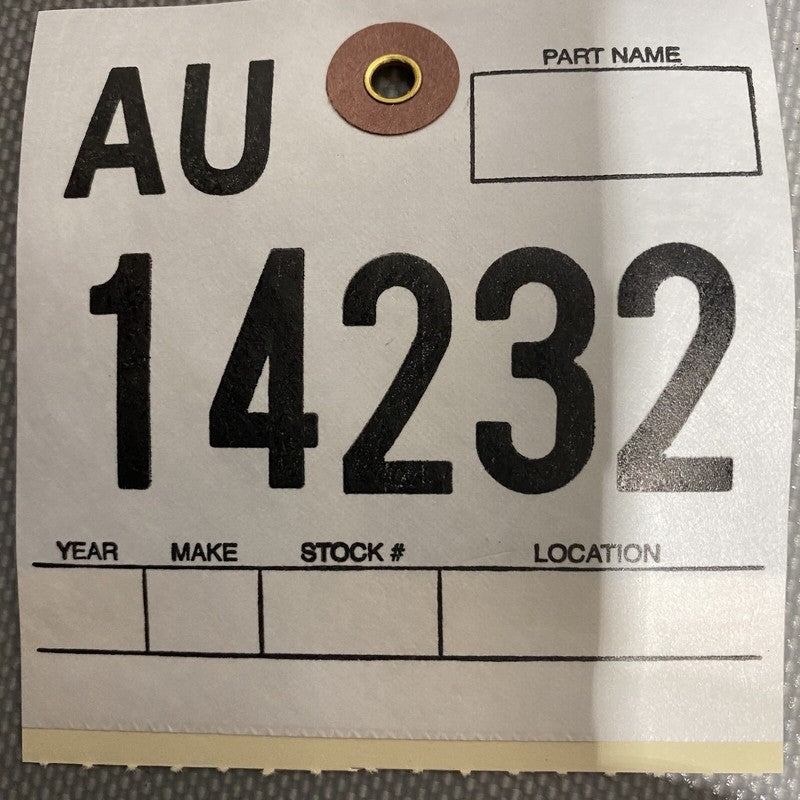 AU
PART NAME
14232
YEAR MAKE STOCK # LOCATION